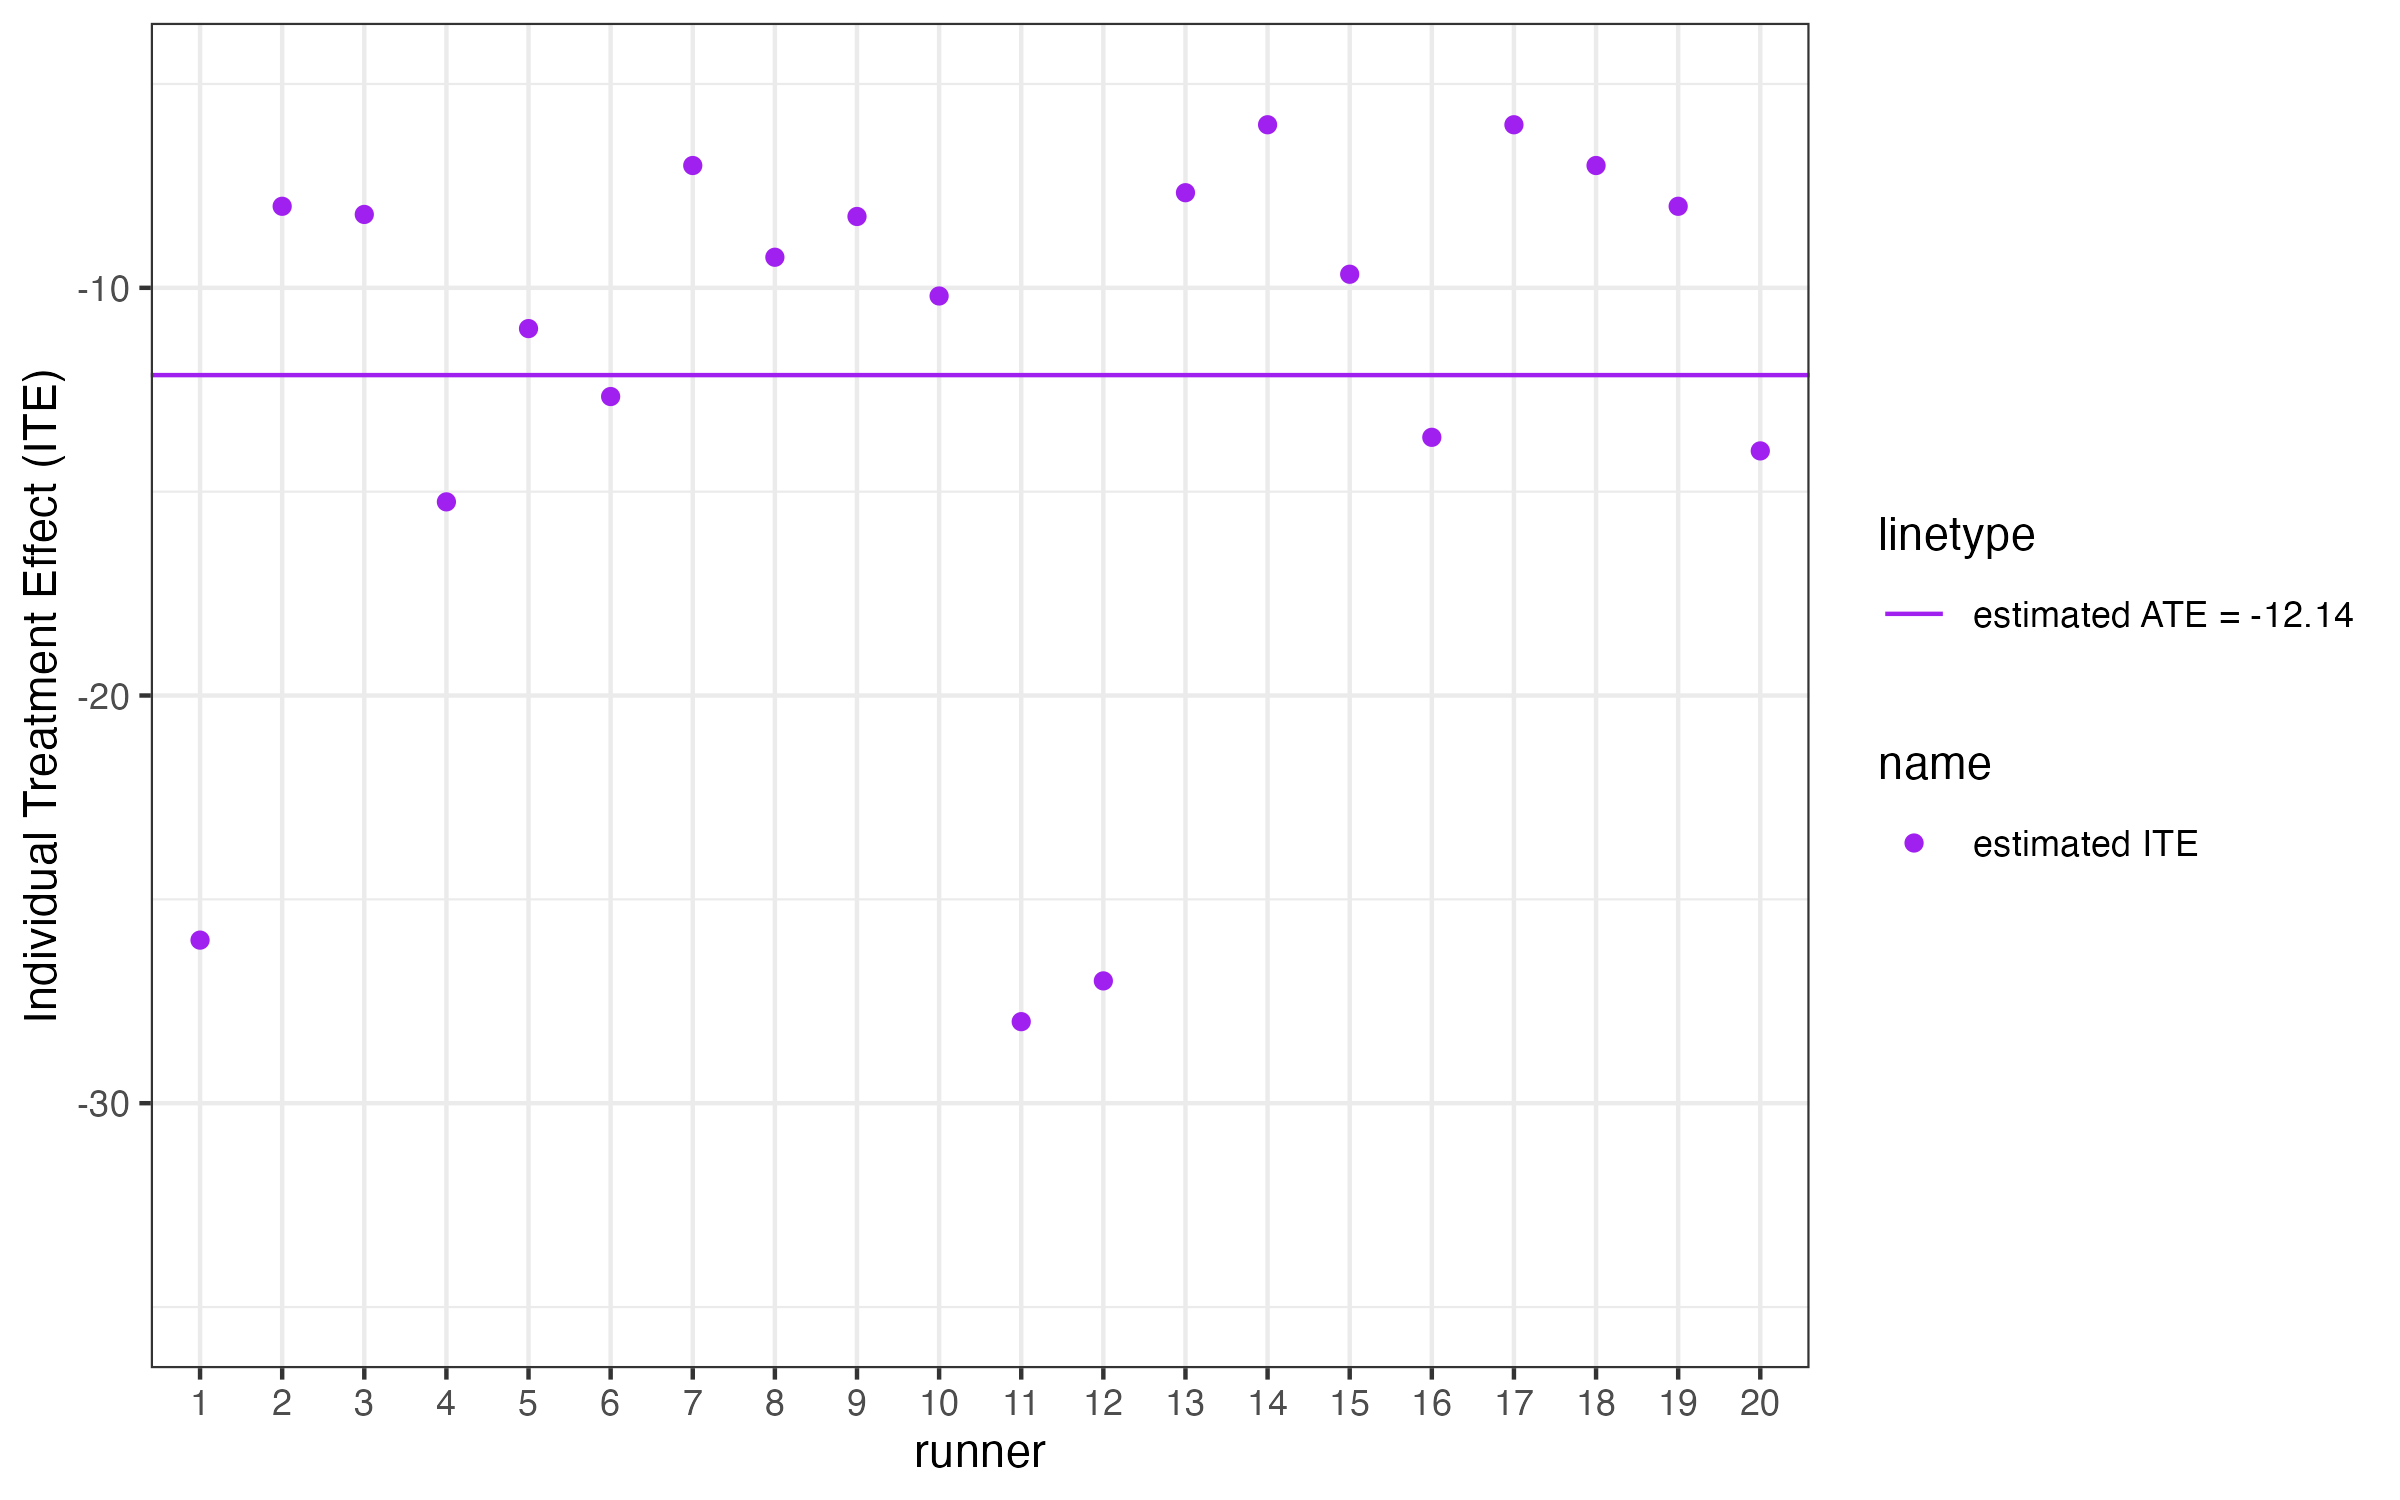 Individual Treatment Effect (ITE)
-10
-20
-30
1 2 3 4 5 6 7 8 9 10 11 12 13 14 15 16 17 18 19 20
runner
linetype
estimated ATE = -12.14
name
estimated ITE